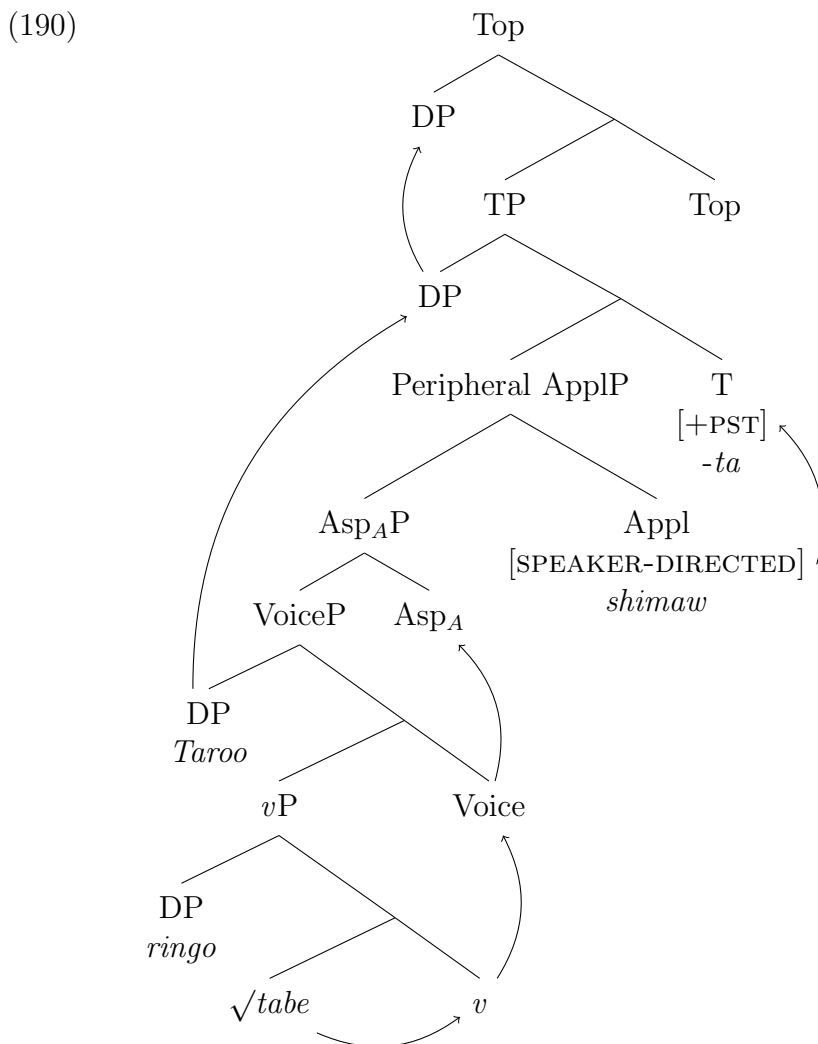 (190)
Top
DP
TP Top
DP
Peripheral ApplP T
[+PST]
-ta
Asp_AP Appl
[SPEAKER-DIRECTED]
shimaw
VoiceP Asp_A
DP
Taroo
vP Voice
DP
ringo
√tabe v